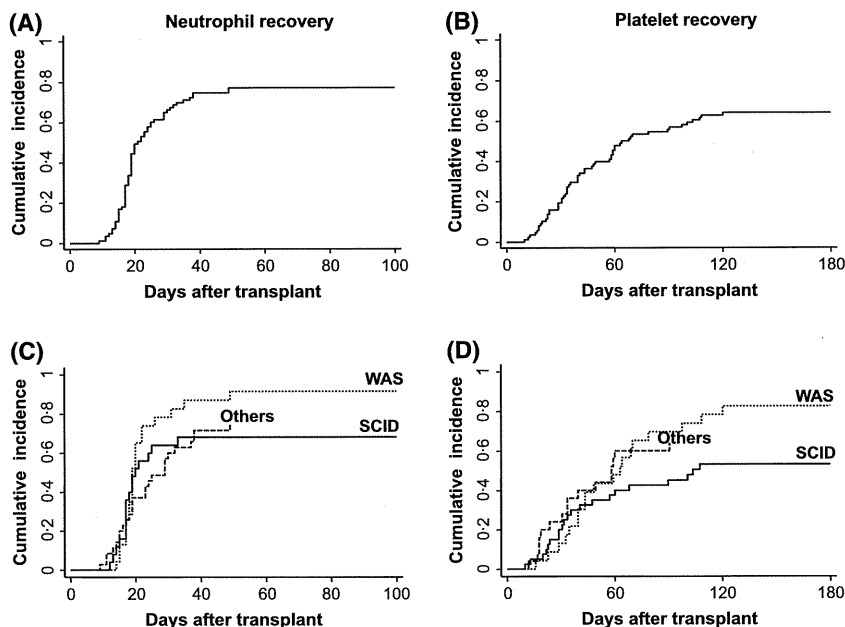 (A)
Neutrophil recovery
Cumulative incidence
1
0·8
0·6
0·4
0·2
0
0 20 40 60 80 100
Days after transplant
(B)
Platelet recovery
Cumulative incidence
1
0·8
0·6
0·4
0·2
0
0 60 120 180
Days after transplant
(C)
Cumulative incidence
1
0·8
0·6
0·4
0·2
0
WAS
Others
SCID
0 20 40 60 80 100
Days after transplant
(D)
Cumulative incidence
1
0·8
0·6
0·4
0·2
0
WAS
Others
SCID
0 60 120 180
Days after transplant